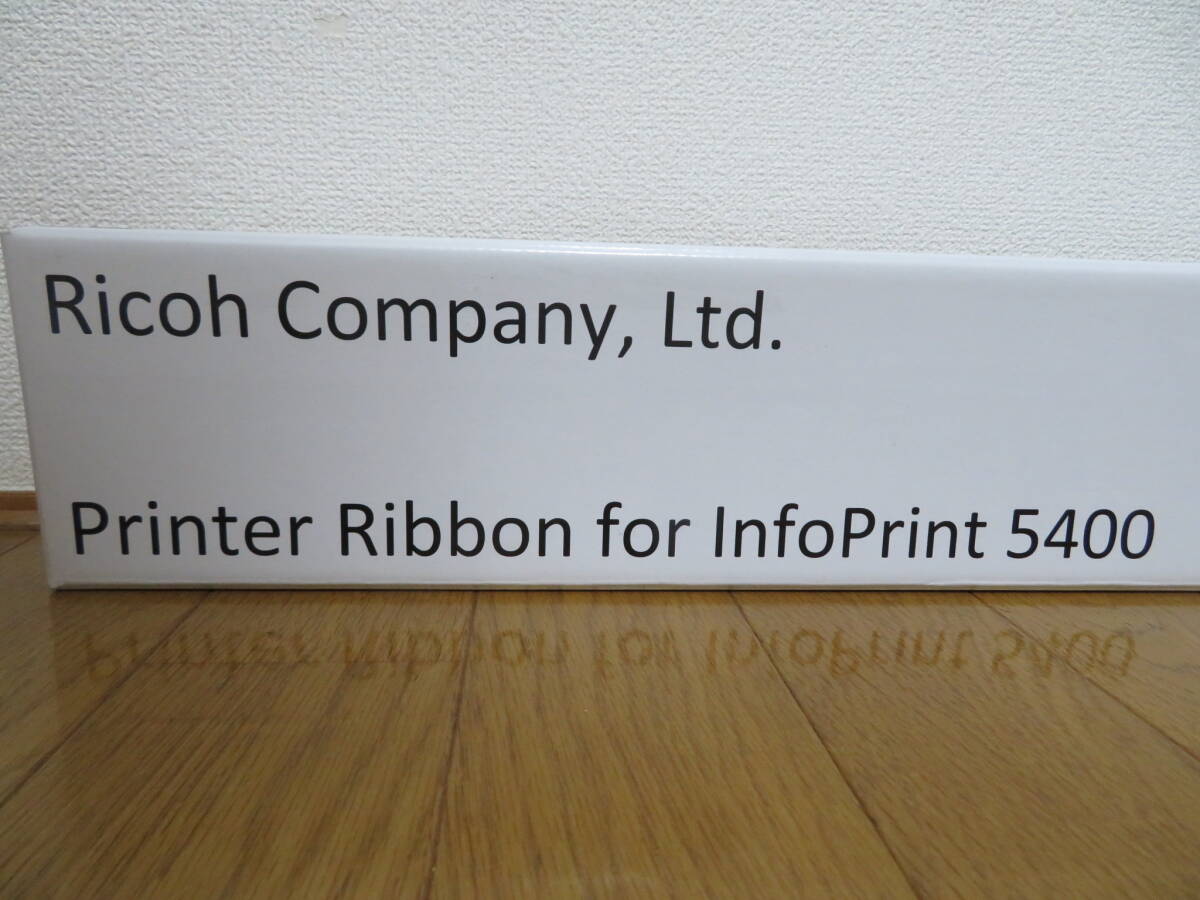 Ricoh Company, Ltd.
Printer Ribbon for InfoPrint 5400